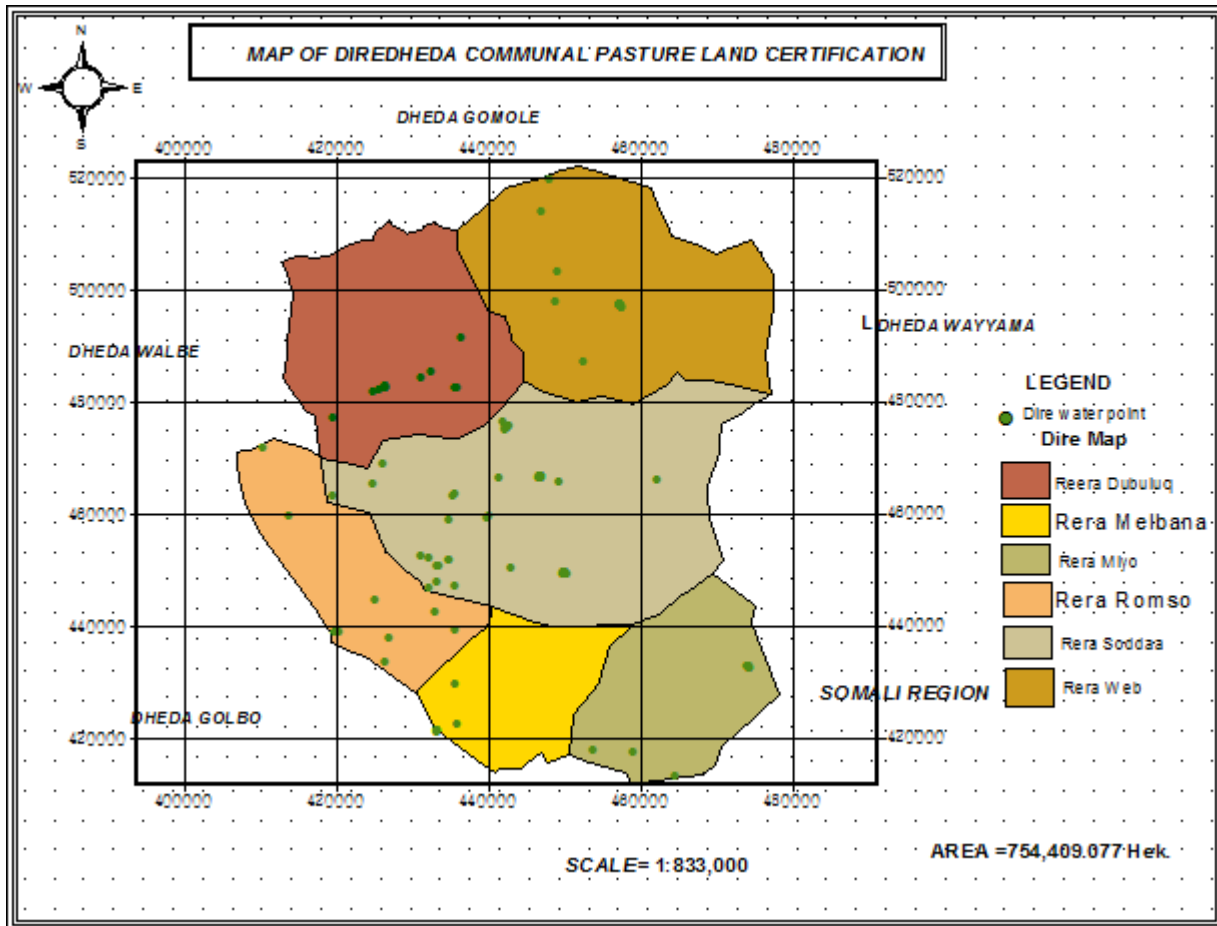 MAP OF DIREDHEDA COMMUNAL PASTURE LAND CERTIFICATION
N
W
E
S
DHEDA GOMOLE
400000 420000 440000 460000 480000
520000 520000
500000 500000
L DHEDA WAYYAMA
DHEDA WALBE
480000 480000
LEGEND
Dire water point
Dire Map
Reera Dubuluq
Rera Melbana
460000 460000
Rera Miyo
Rera Romso
440000 440000
Rera Soddaa
SOMALI REGION
Rera Web
DHEDA GOLBO
420000 420000
400000 420000 440000 460000 480000
AREA =754,409.077 Hek.
SCALE= 1:833,000